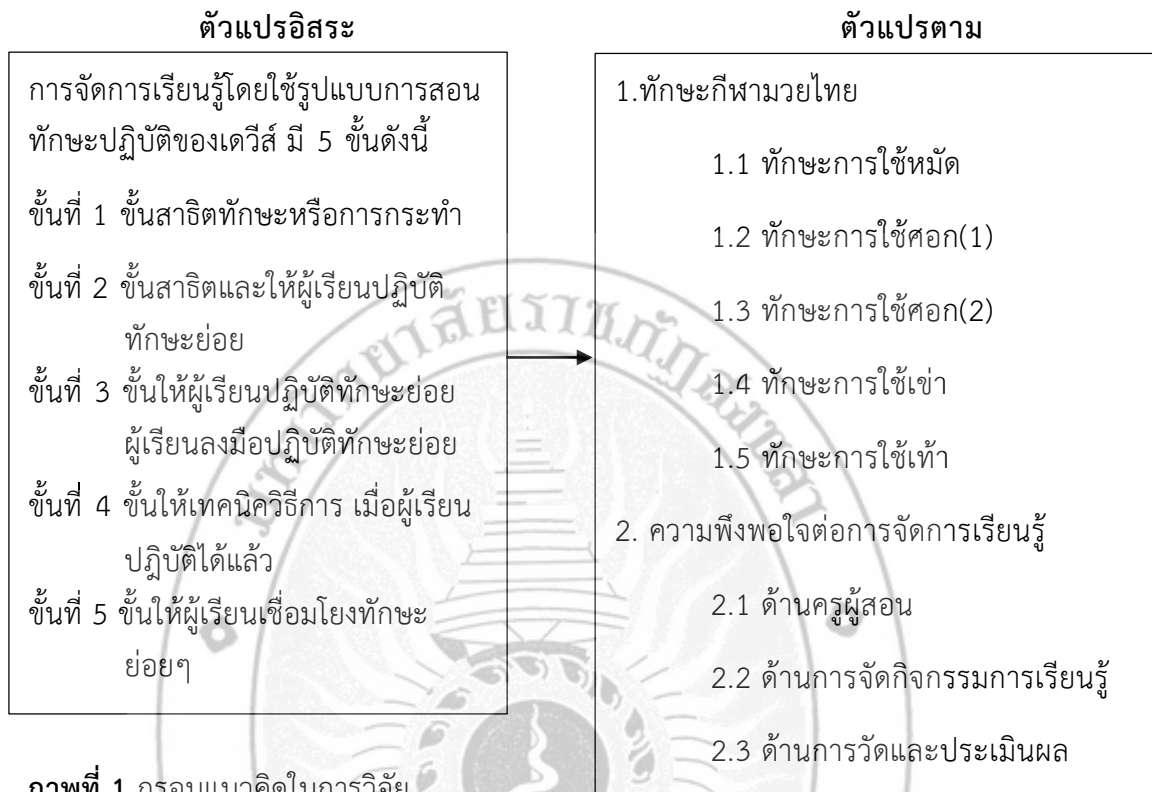 ตัวแปรอิสระ
การจัดการเรียนรู้โดยใช้รูปแบบการสอน
ทักษะปฏิบัติของเดวีส์ มี 5 ขั้นดังนี้
ขั้นที่ 1 ขั้นสาธิตทักษะหรือการกระทำ
ขั้นที่ 2 ขั้นสาธิตและให้ผู้เรียนปฏิบัติ
ทักษะย่อย
ขั้นที่ 3 ขั้นให้ผู้เรียนปฏิบัติทักษะย่อย
ผู้เรียนลงมือปฏิบัติทักษะย่อย
ขั้นที่ 4 ขั้นให้เทคนิควิธีการ เมื่อผู้เรียน
ปฎิบัติได้แล้ว
ขั้นที่ 5 ขั้นให้ผู้เรียนเชื่อมโยงทักษะ
ย่อยๆ
ตัวแปรตาม
1.ทักษะกีฬามวยไทย
1.1 ทักษะการใช้หมัด
1.2 ทักษะการใช้ศอก(1)
1.3 ทักษะการใช้ศอก(2)
1.4 ทักษะการใช้เข่า
1.5 ทักษะการใช้เท้า
2. ความพึงพอใจต่อการจัดการเรียนรู้
2.1 ด้านครูผู้สอน
2.2 ด้านการจัดกิจกรรมการเรียนรู้
2.3 ด้านการวัดและประเมินผล
ภาพที่ 1 กรอบแนวคิดในการวิจัย
มหาวิทยาลัยราชภัฏสงขลา